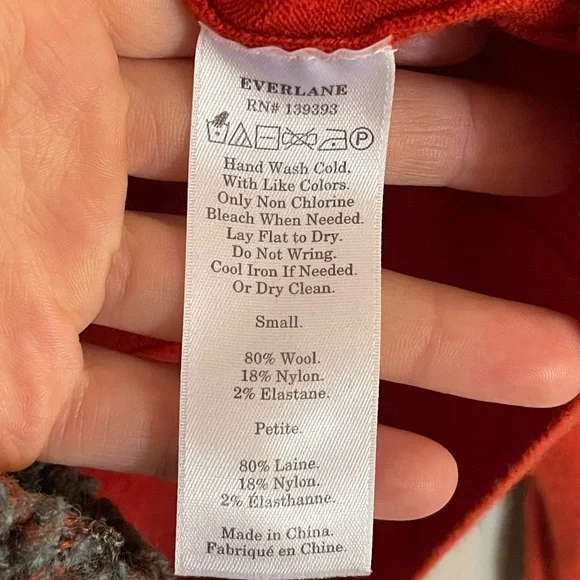 EVERLANE
RN# 139393
P
Hand Wash Cold,
With Like Colors.
Only Non Chlorine
Bleach When Needed.
Lay Flat to Dry.
Do Not Wring.
Cool Iron If Needed.
Or Dry Clean.
Small.
80% Wool.
18% Nylon.
2% Elastane.
Petite.
80% Laine.
18% Nylon.
2% Élasthanne.
Made in China.
Fabriqué en Chine.